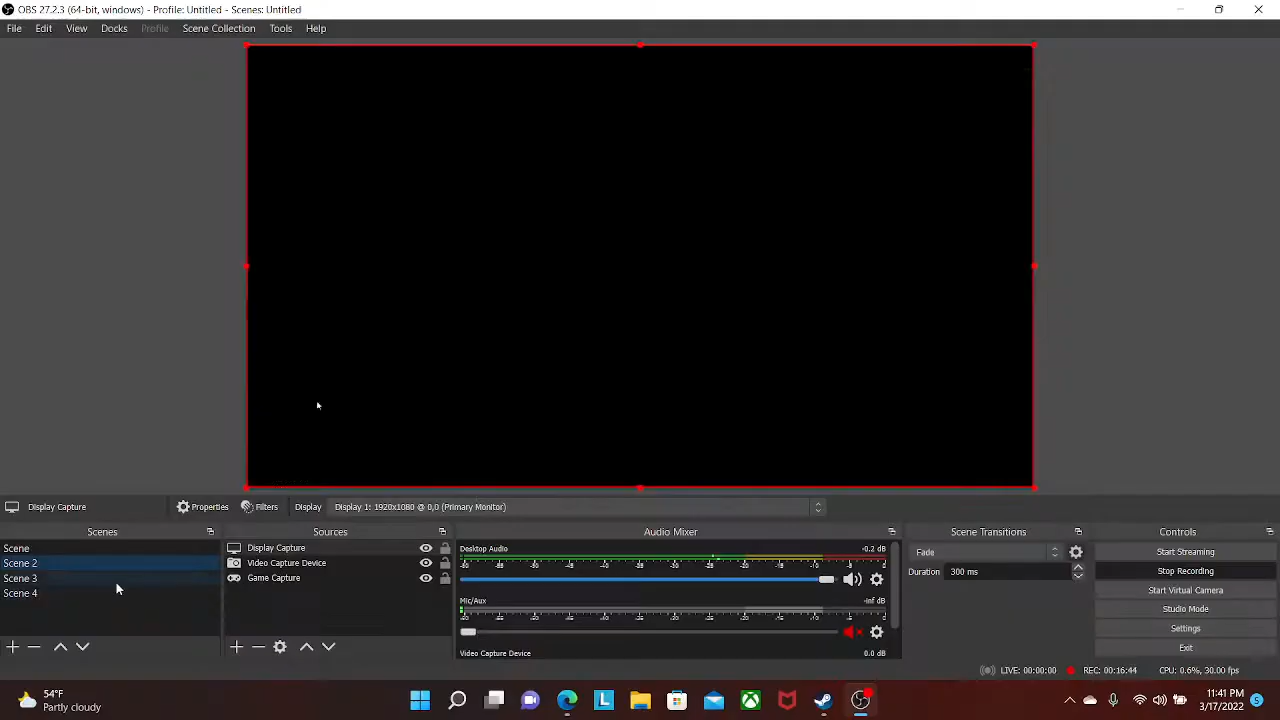 OBS 27.2.3 (64-bit, windows) - Profile: Untitled - Scenes: Untitled
File Edit View Docks Profile Scene Collection Tools Help
Display Capture Properties Filters Display Display 1: 1920x1080 @ 0,0 (Primary Monitor)
Scenes
Scene
Scene 2
Scene 3
Scene 4
Sources
Display Capture
Video Capture Device
Game Capture
Audio Mixer
Desktop Audio -0.2 dB
Mic/Aux -inf dB
Video Capture Device 0.0 dB
Scene Transitions
Fade
Duration 300 ms
Controls
Start Streaming
Stop Recording
Start Virtual Camera
Studio Mode
Settings
Exit
LIVE: 00:00:00 REC: 00:16:44 CPU: 0.6%, 30.00 fps
54°F
Partly cloudy
L
11:41 PM
3/17/2022
5